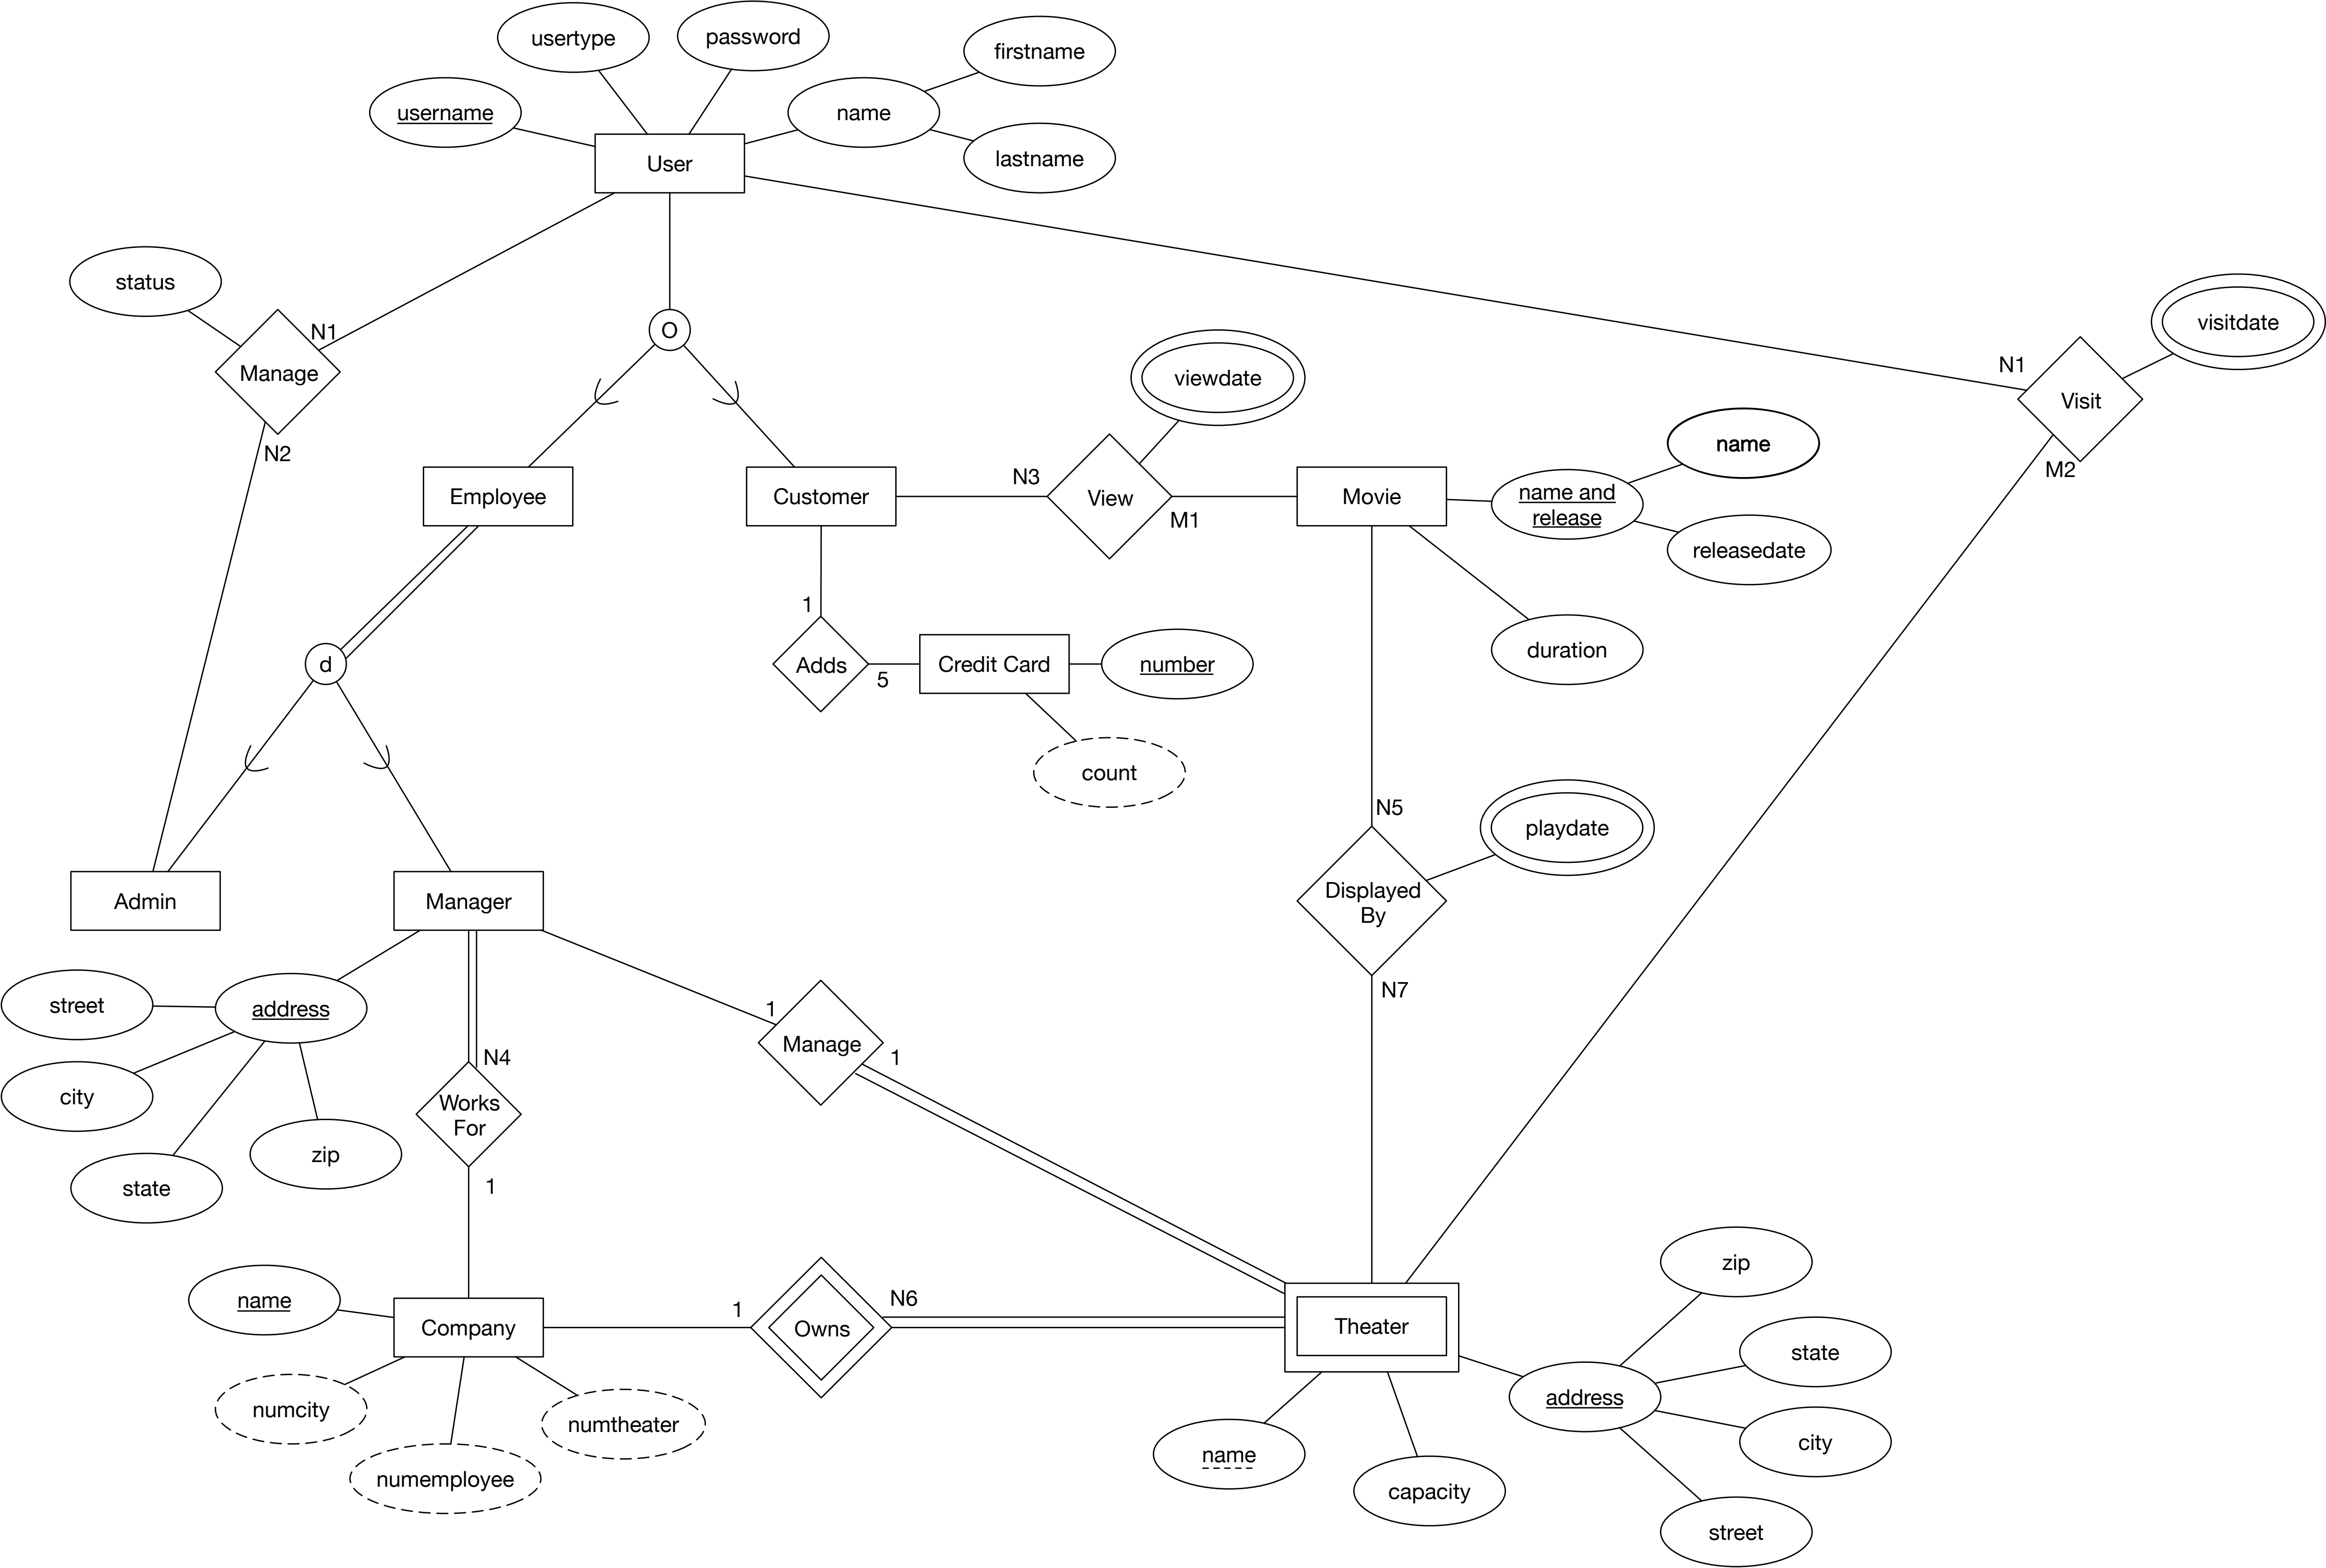 usertype
password
firstname
username
name
lastname
User
status
N1
Manage
N2
O
viewdate
visitdate
N1
Visit
M2
Employee
Customer
N3
View
M1
Movie
name and
release
name
releasedate
duration
1
Adds
5
Credit Card
number
count
d
Admin
Manager
N5
playdate
Displayed
By
N7
street
address
city
state
zip
N4
Works
For
1
1
Manage
1
name
Company
numcity
numemployee
numtheater
1
Owns
N6
Theater
name
capacity
address
zip
state
city
street